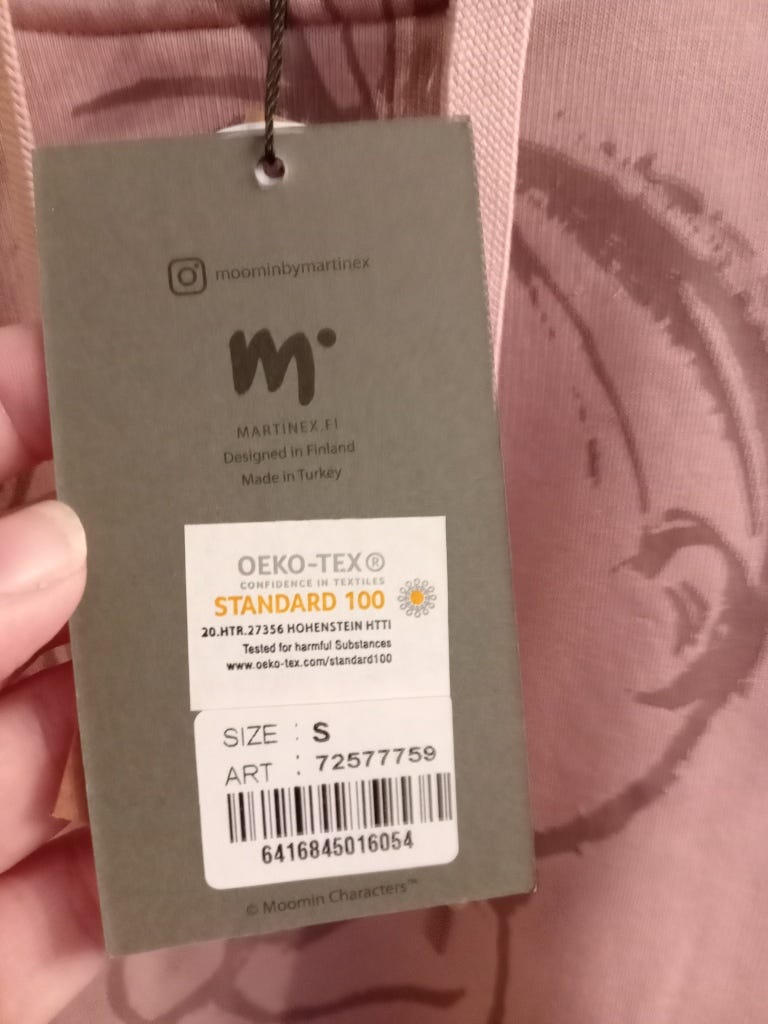 moominbymartinex
m
MARTINEX.FI
Designed in Finland
Made in Turkey
OEKO-TEX®
CONFIDENCE IN TEXTILES
STANDARD 100
20.HTR.27356 HOHENSTEIN HTTI
Tested for harmful Substances
www.oeko-tex.com/standard100
SIZE : S
ART : 72577759
6416845016054
© Moomin Characters™